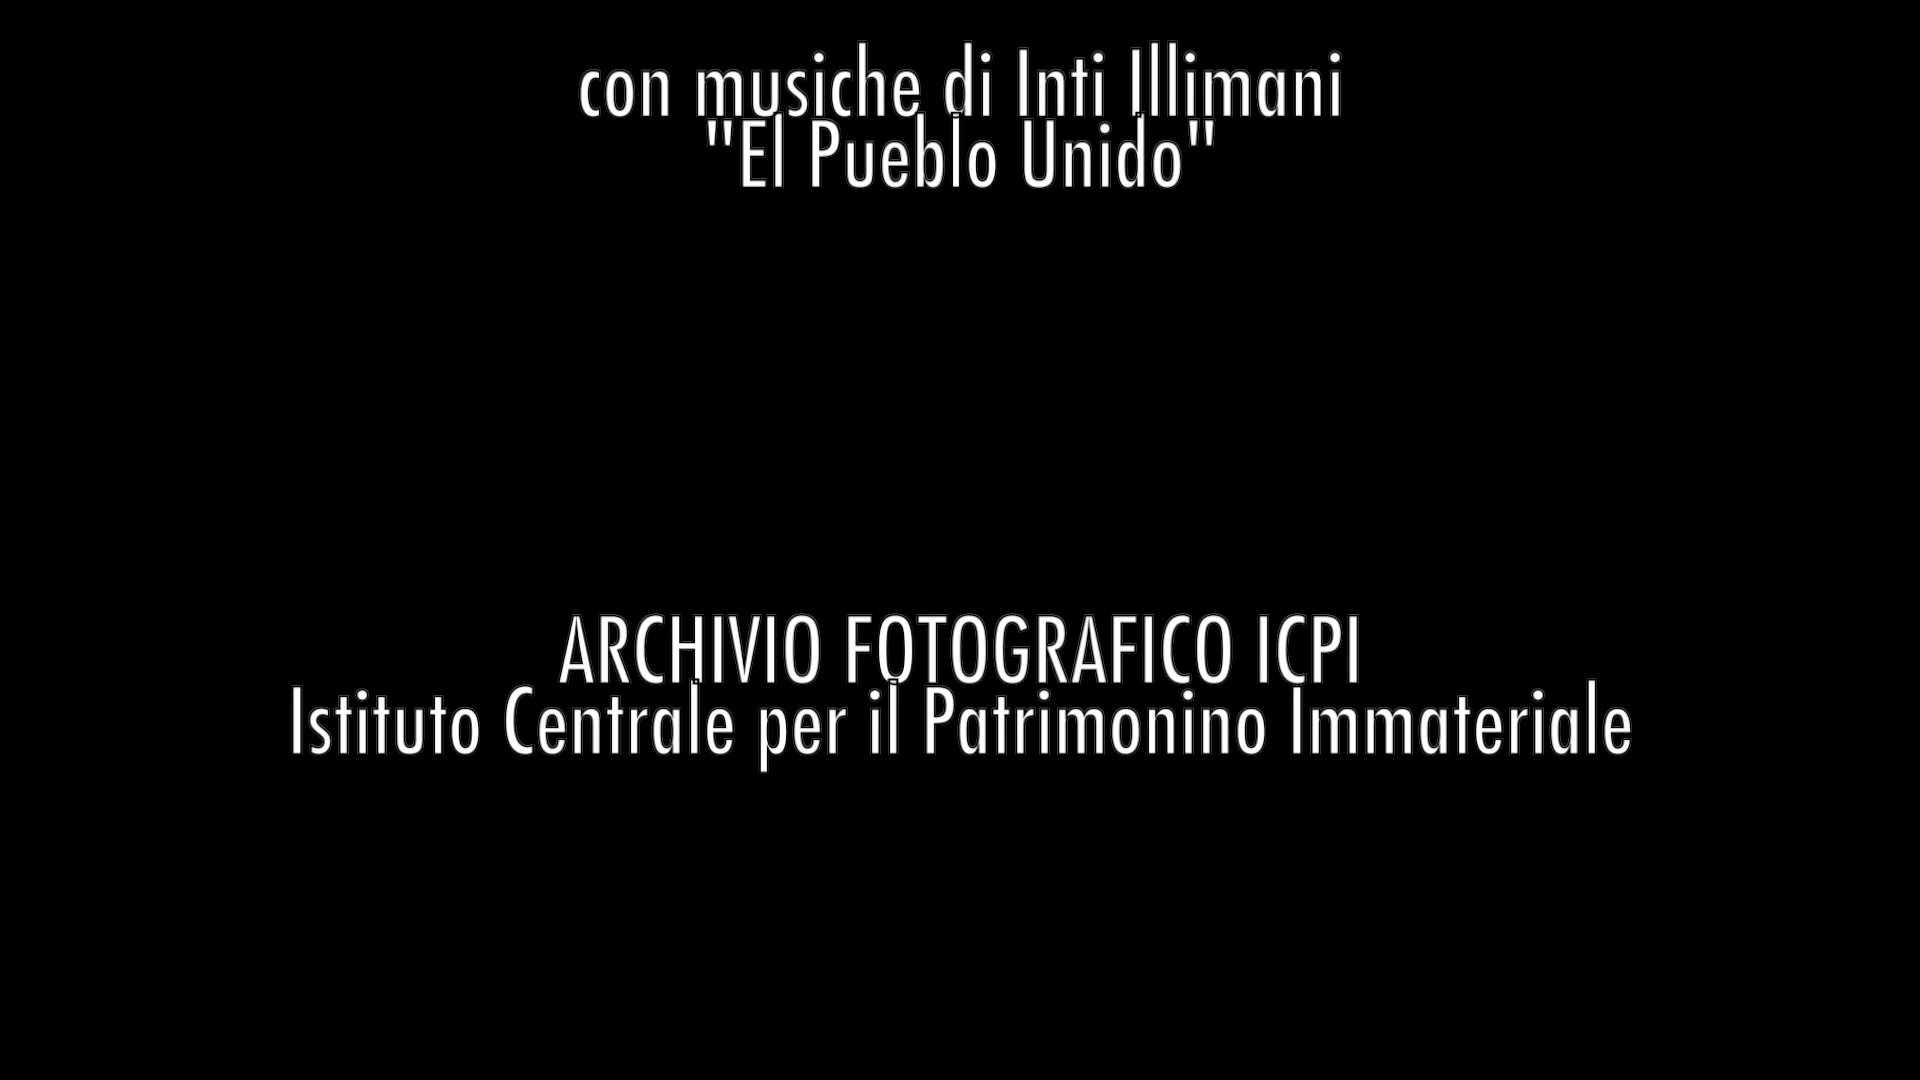 con musiche di Inti Illimani
"El Pueblo Unido"
ARCHIVIO FOTOGRAFICO ICPI
Istituto Centrale per il Patrimonino Immateriale